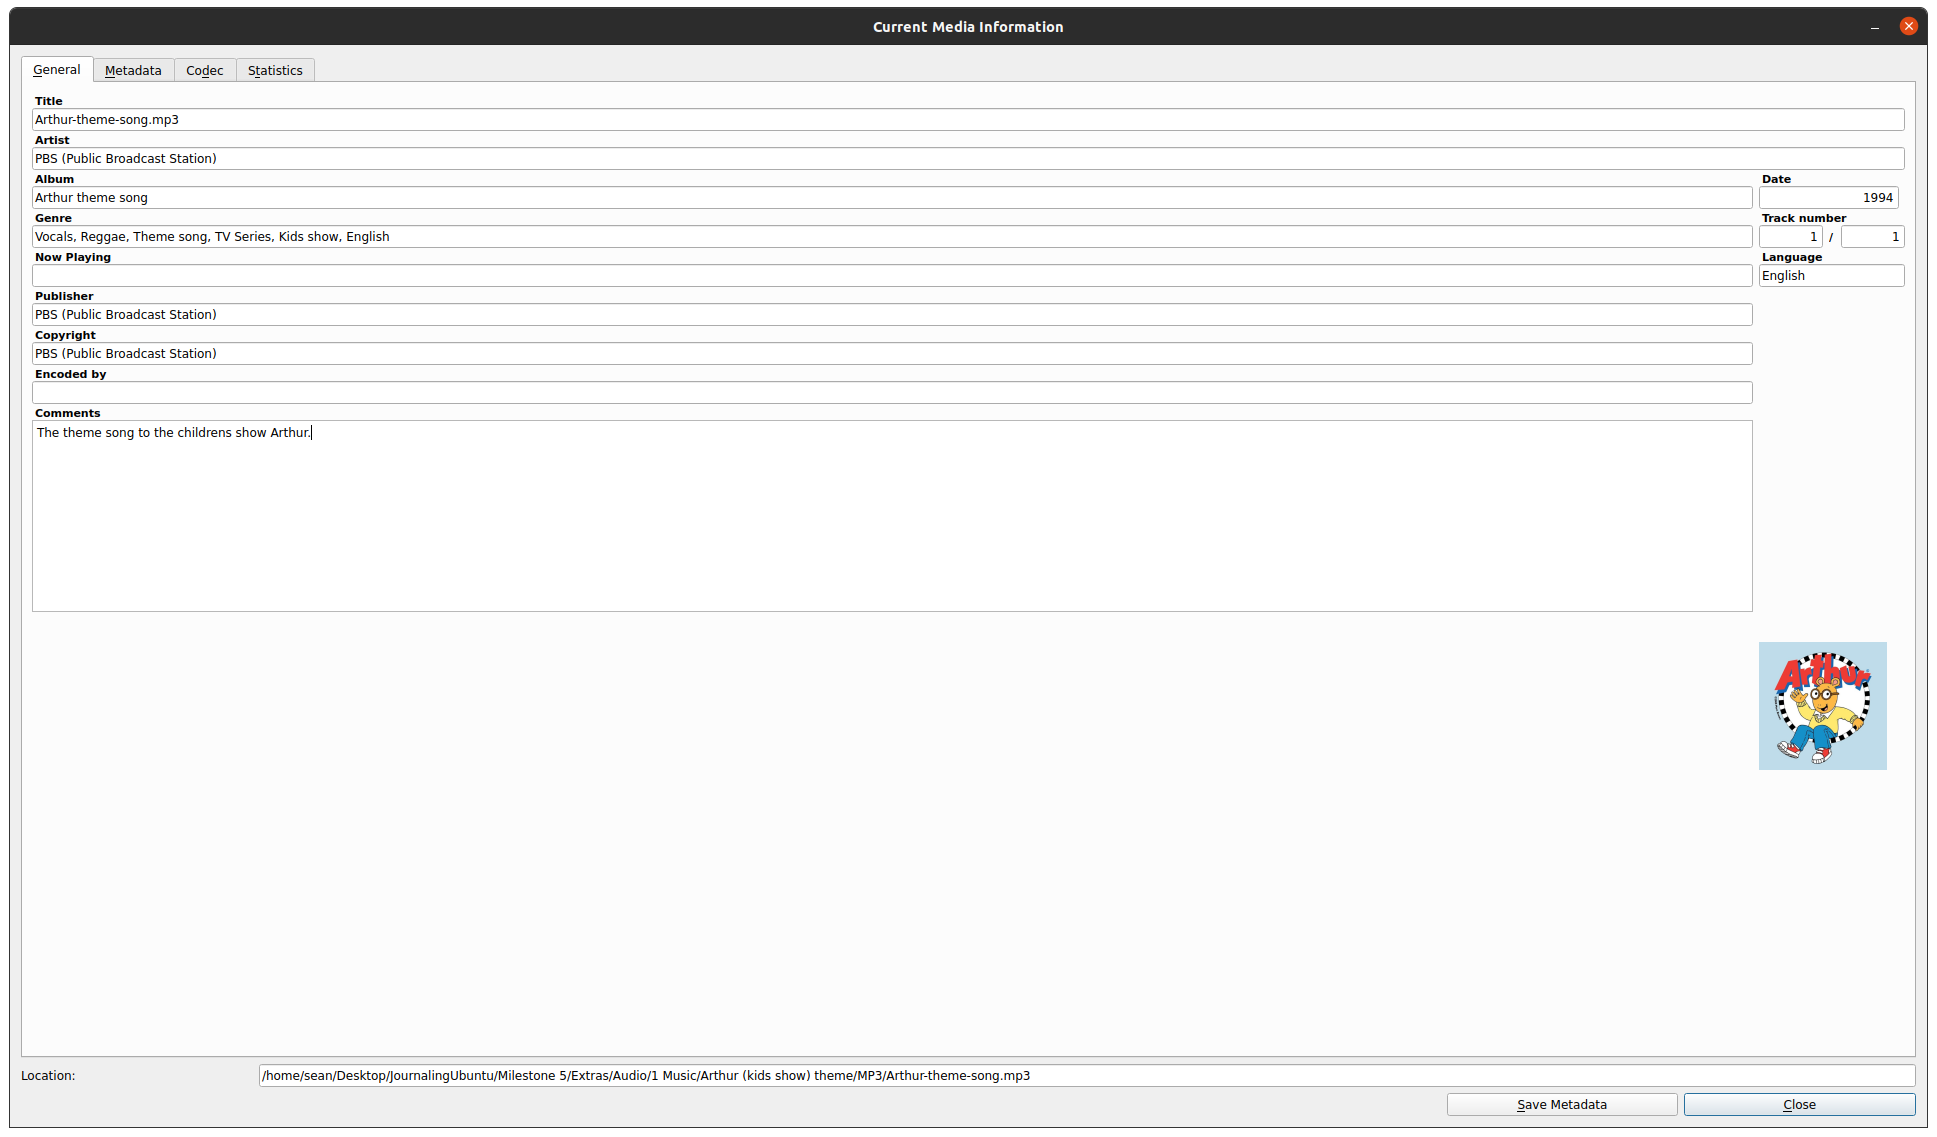 Current Media Information
General Metadata Codec Statistics
Title
Arthur-theme-song.mp3
Artist
PBS (Public Broadcast Station)
Album Date
Arthur theme song 1994
Genre Track number
Vocals, Reggae, Theme song, TV Series, Kids show, English 1 / 1
Now Playing Language
English
Publisher
PBS (Public Broadcast Station)
Copyright
PBS (Public Broadcast Station)
Encoded by
Comments
The theme song to the childrens show Arthur.
Arthur
Location: /home/sean/Desktop/JournalingUbuntu/Milestone 5/Extras/Audio/1 Music/Arthur (kids show) theme/MP3/Arthur-theme-song.mp3
Save Metadata Close